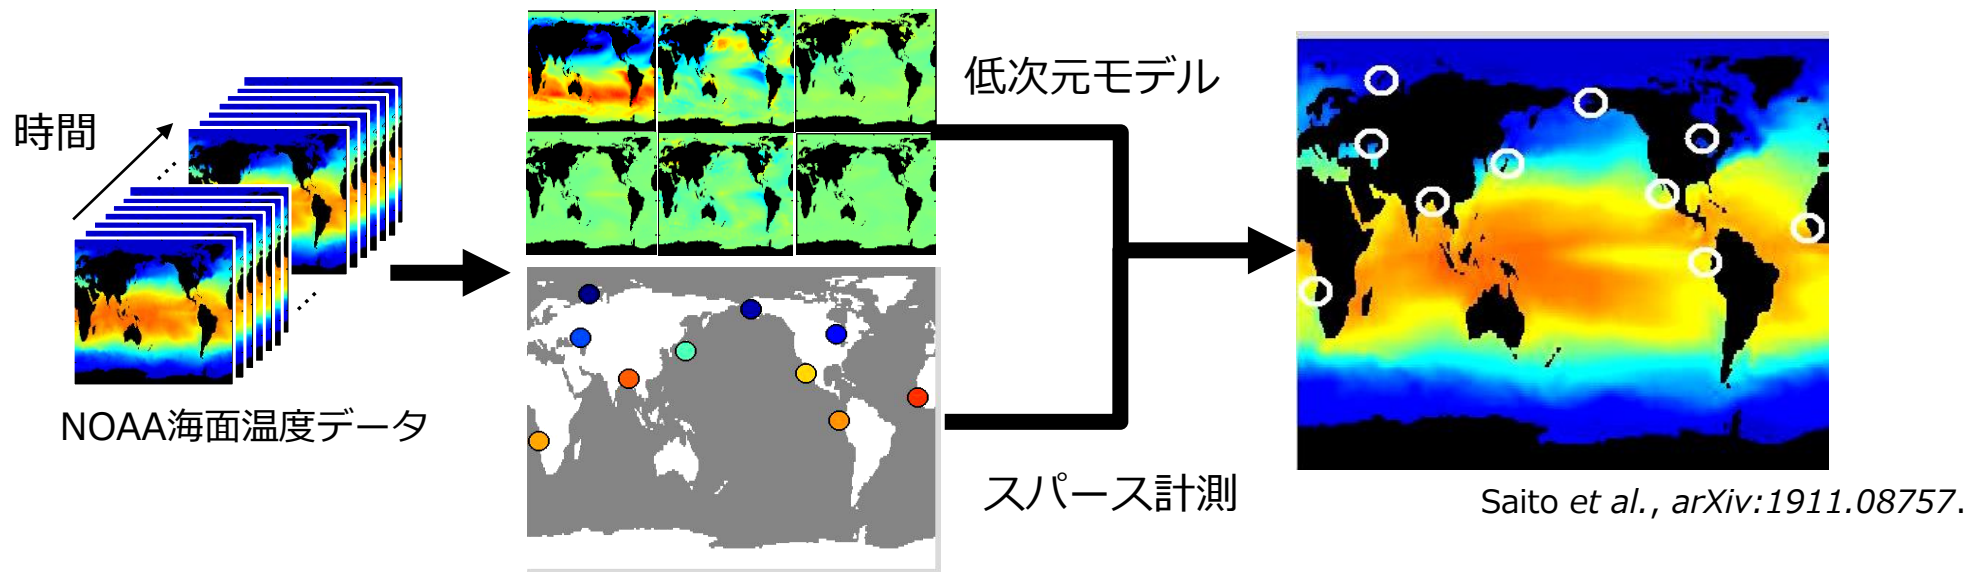 時間
NOAA海面温度データ
低次元モデル
スパース計測
Saito et al., arXiv:1911.08757.